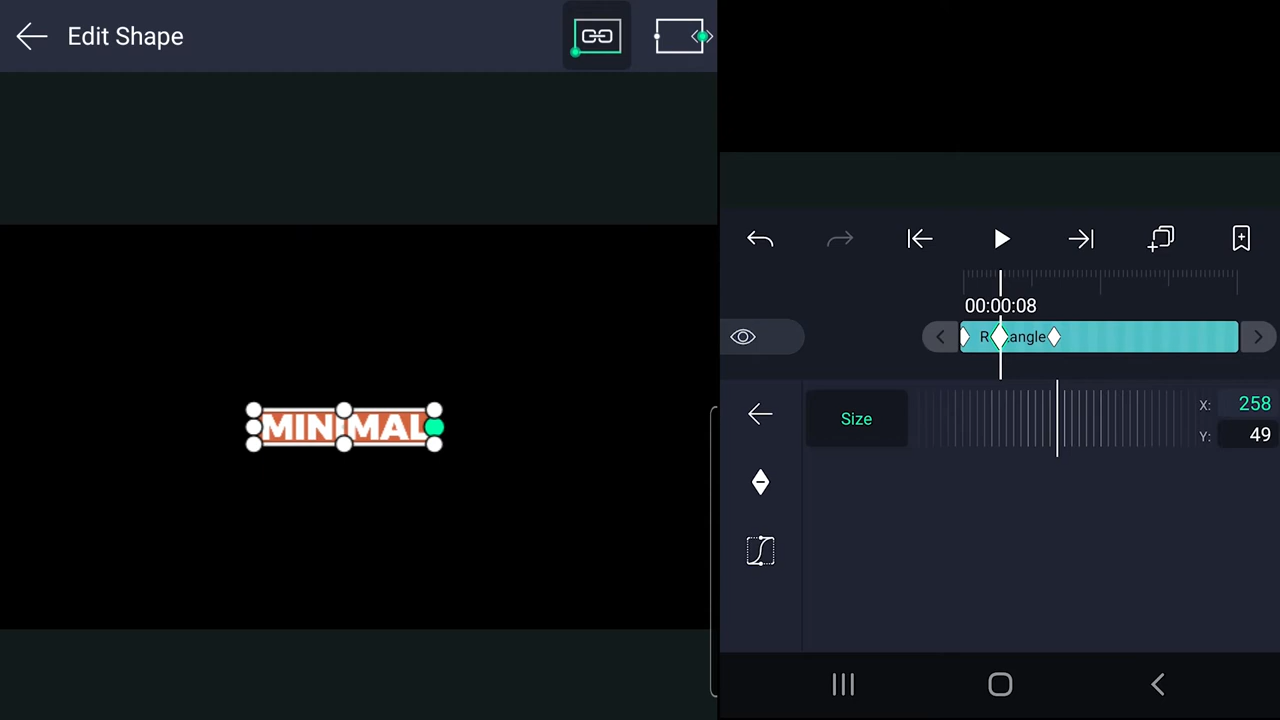 Edit Shape
MINIMAL
00:00:08
Rectangle
Size
X: 258
Y: 49